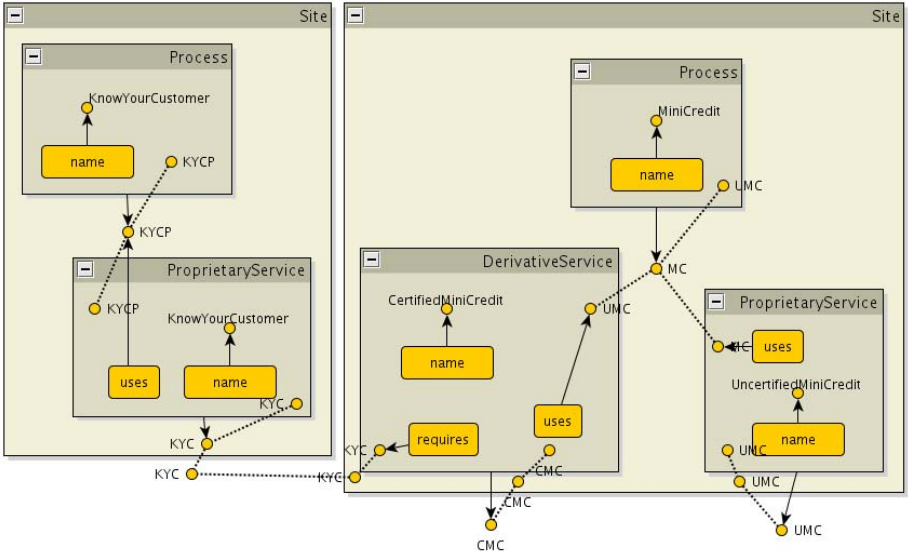 Site
Process
KnowYourCustomer
name
KYCP
KYCP
ProprietaryService
KYCP
KnowYourCustomer
uses
name
KYC
KYC
KYC
Site
Process
MiniCredit
name
UMC
MC
DerivativeService
CertifiedMiniCredit
UMC
name
uses
requires
KYC
KYC
CMC
CMC
CMC
ProprietaryService
MC
uses
UncertifiedMiniCredit
name
UMC
UMC
UMC